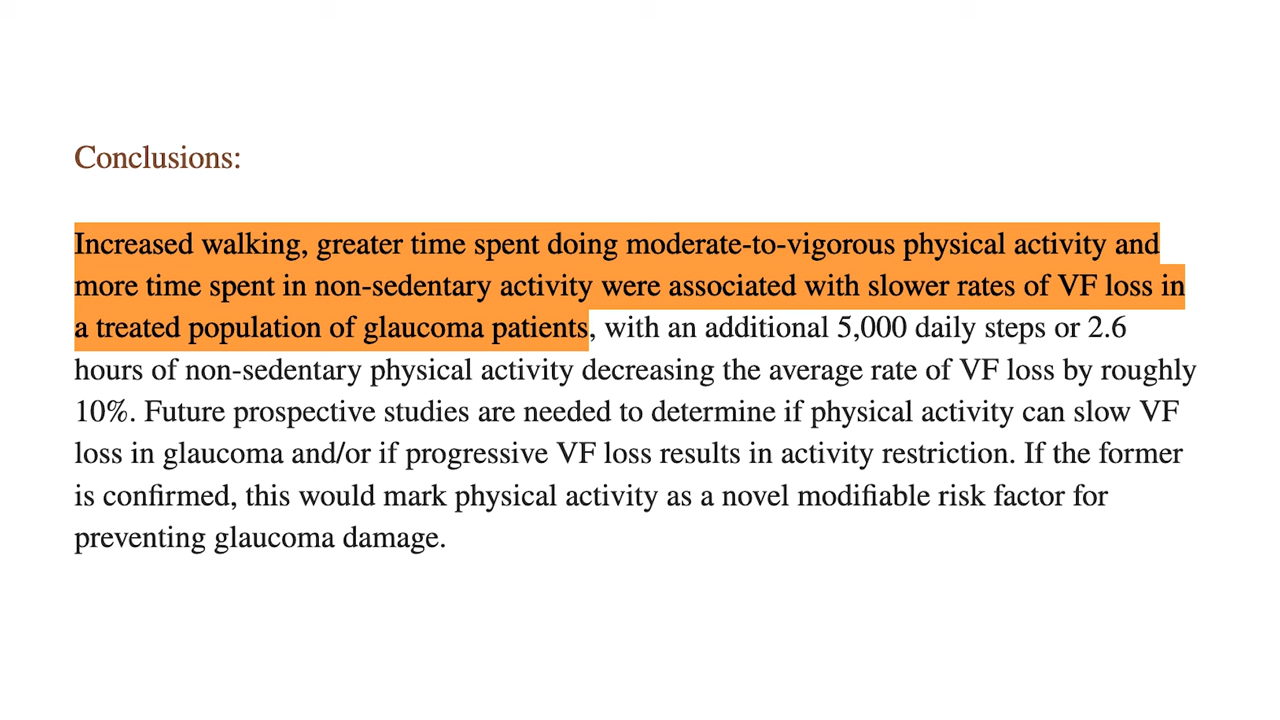 Conclusions:
Increased walking, greater time spent doing moderate-to-vigorous physical activity and
more time spent in non-sedentary activity were associated with slower rates of VF loss in
a treated population of glaucoma patients, with an additional 5,000 daily steps or 2.6
hours of non-sedentary physical activity decreasing the average rate of VF loss by roughly
10%. Future prospective studies are needed to determine if physical activity can slow VF
loss in glaucoma and/or if progressive VF loss results in activity restriction. If the former
is confirmed, this would mark physical activity as a novel modifiable risk factor for
preventing glaucoma damage.